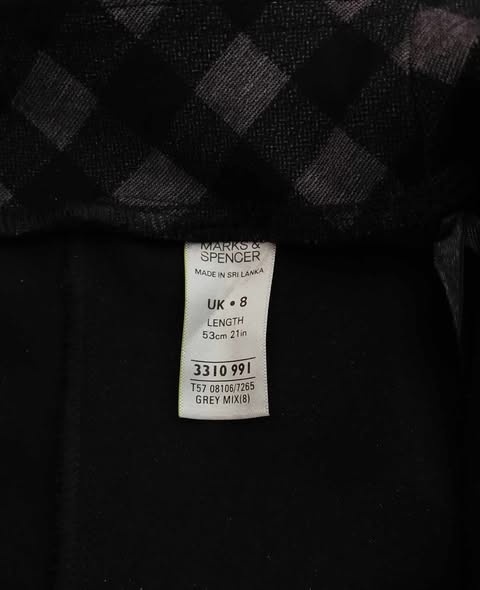 MARKS &
SPENCER
MADE IN SRI LANKA
UK • 8
LENGTH
53cm 21in
3310 991
T57 08106/7265
GREY MIX(8)